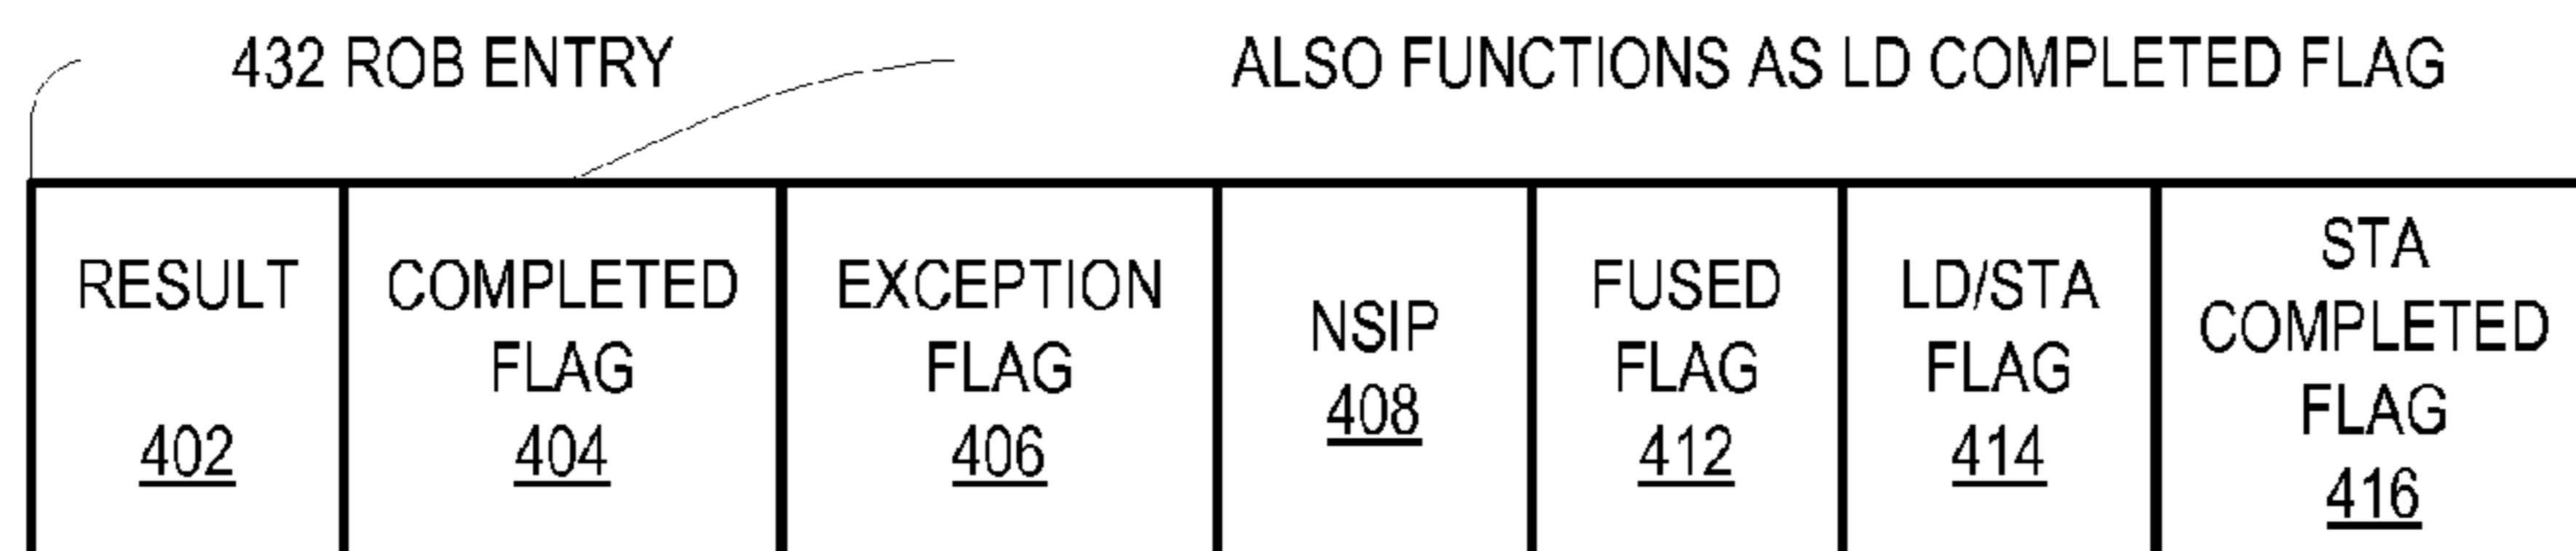 432 ROB ENTRY
ALSO FUNCTIONS AS LD COMPLETED FLAG
RESULT
402
COMPLETED
FLAG
404
EXCEPTION
FLAG
406
NSIP
408
FUSED
FLAG
412
LD/STA
FLAG
414
STA
COMPLETED
FLAG
416